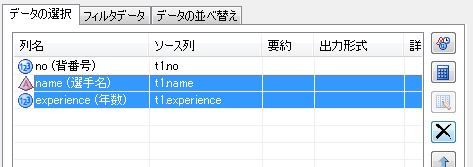 データの選択 フィルタデータ データの並べ替え
列名 ソース列 要約 出力形式 詳
no (背番号) t1.no
name (選手名) t1.name
experience (年数) t1.experience